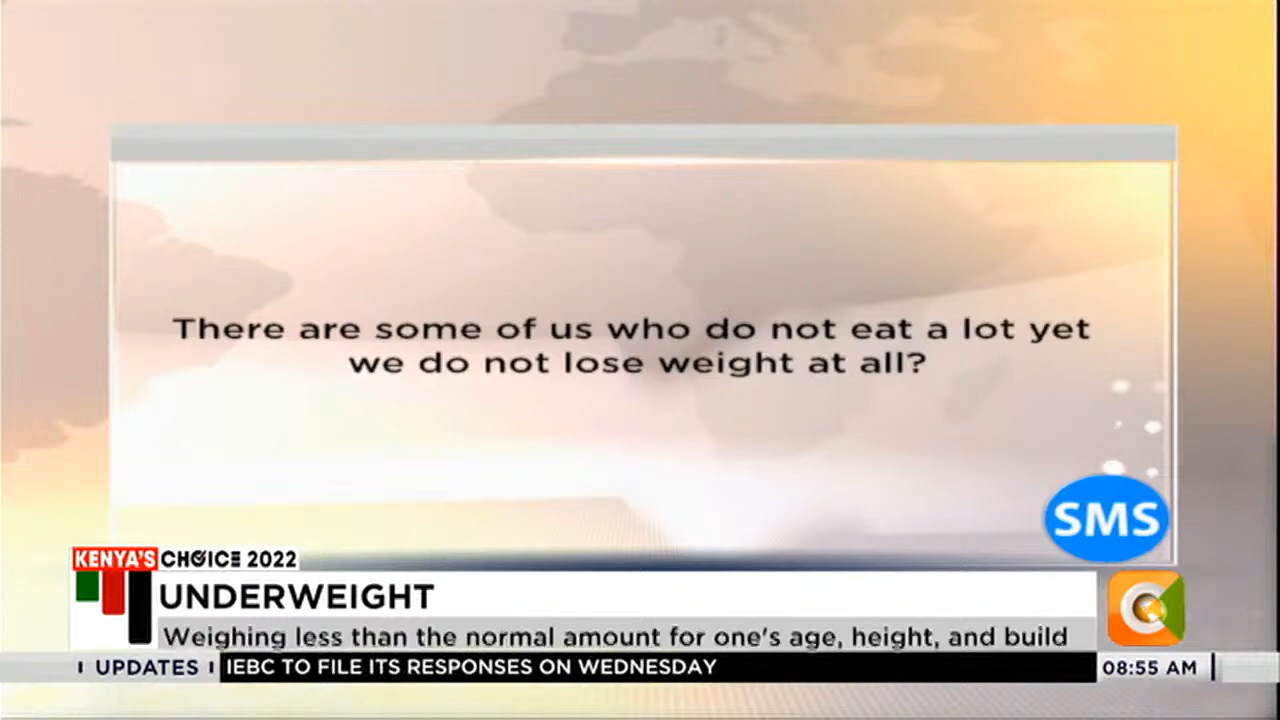 There are some of us who do not eat a lot yet
we do not lose weight at all?
SMS
KENYA'S CHOICE 2022
UNDERWEIGHT
Weighing less than the normal amount for one's age, height, and build
UPDATES IEBC TO FILE ITS RESPONSES ON WEDNESDAY 08:55 AM